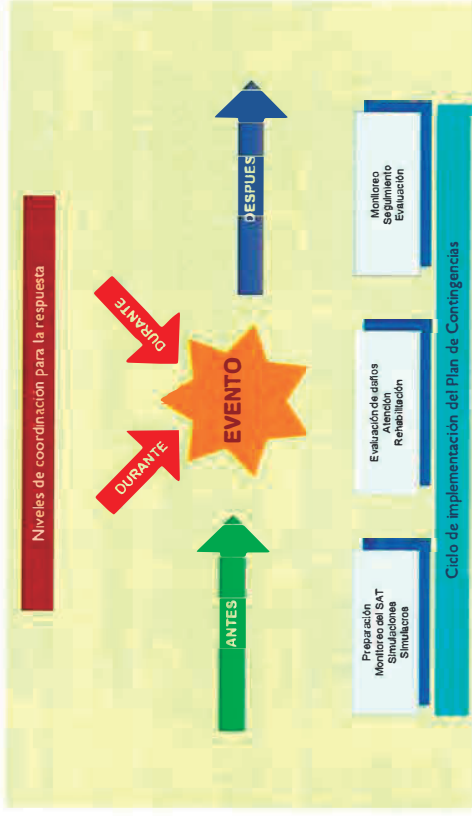 Niveles de coordinación para la respuesta
DURANTE
DURANTE
ANTES
EVENTO
DESPUES
Preparación
Monitoreo del SAT
Simulaciones
Simulacros
Evaluación de daños
Atención
Rehabilitación
Monitoreo
Seguimiento
Evaluación
Ciclo de implementación del Plan de Contingencias